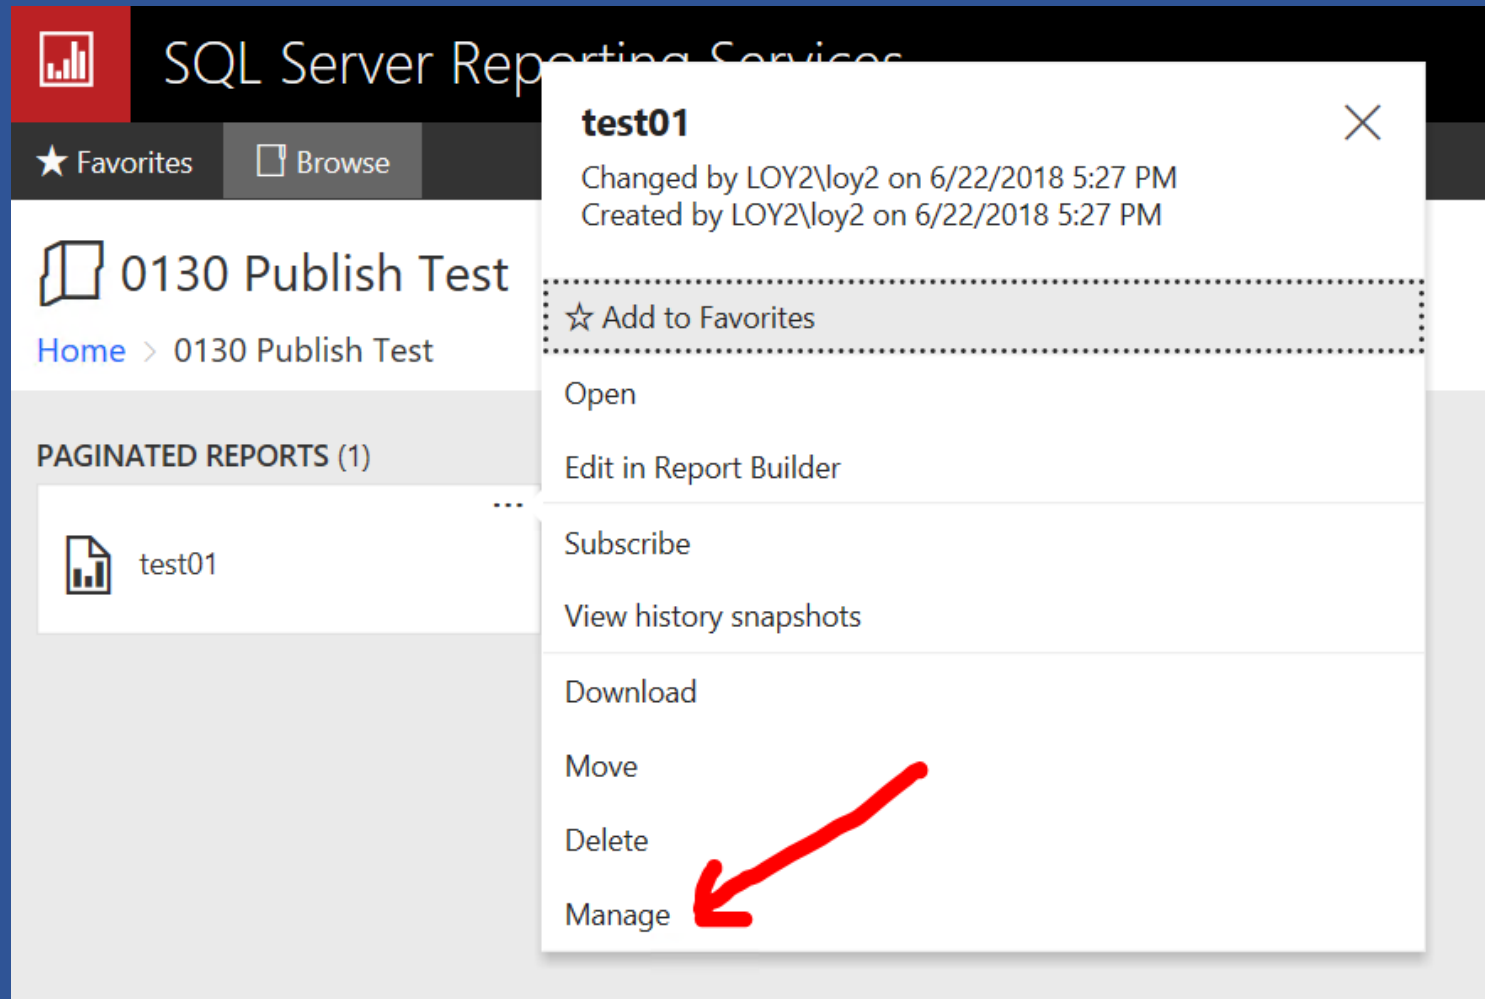 SQL Server Reporting Services
Favorites
Browse
0130 Publish Test
Home > 0130 Publish Test
PAGINATED REPORTS (1)
...
test01
test01
Changed by LOY2\loy2 on 6/22/2018 5:27 PM
Created by LOY2\loy2 on 6/22/2018 5:27 PM
Add to Favorites
Open
Edit in Report Builder
Subscribe
View history snapshots
Download
Move
Delete
Manage